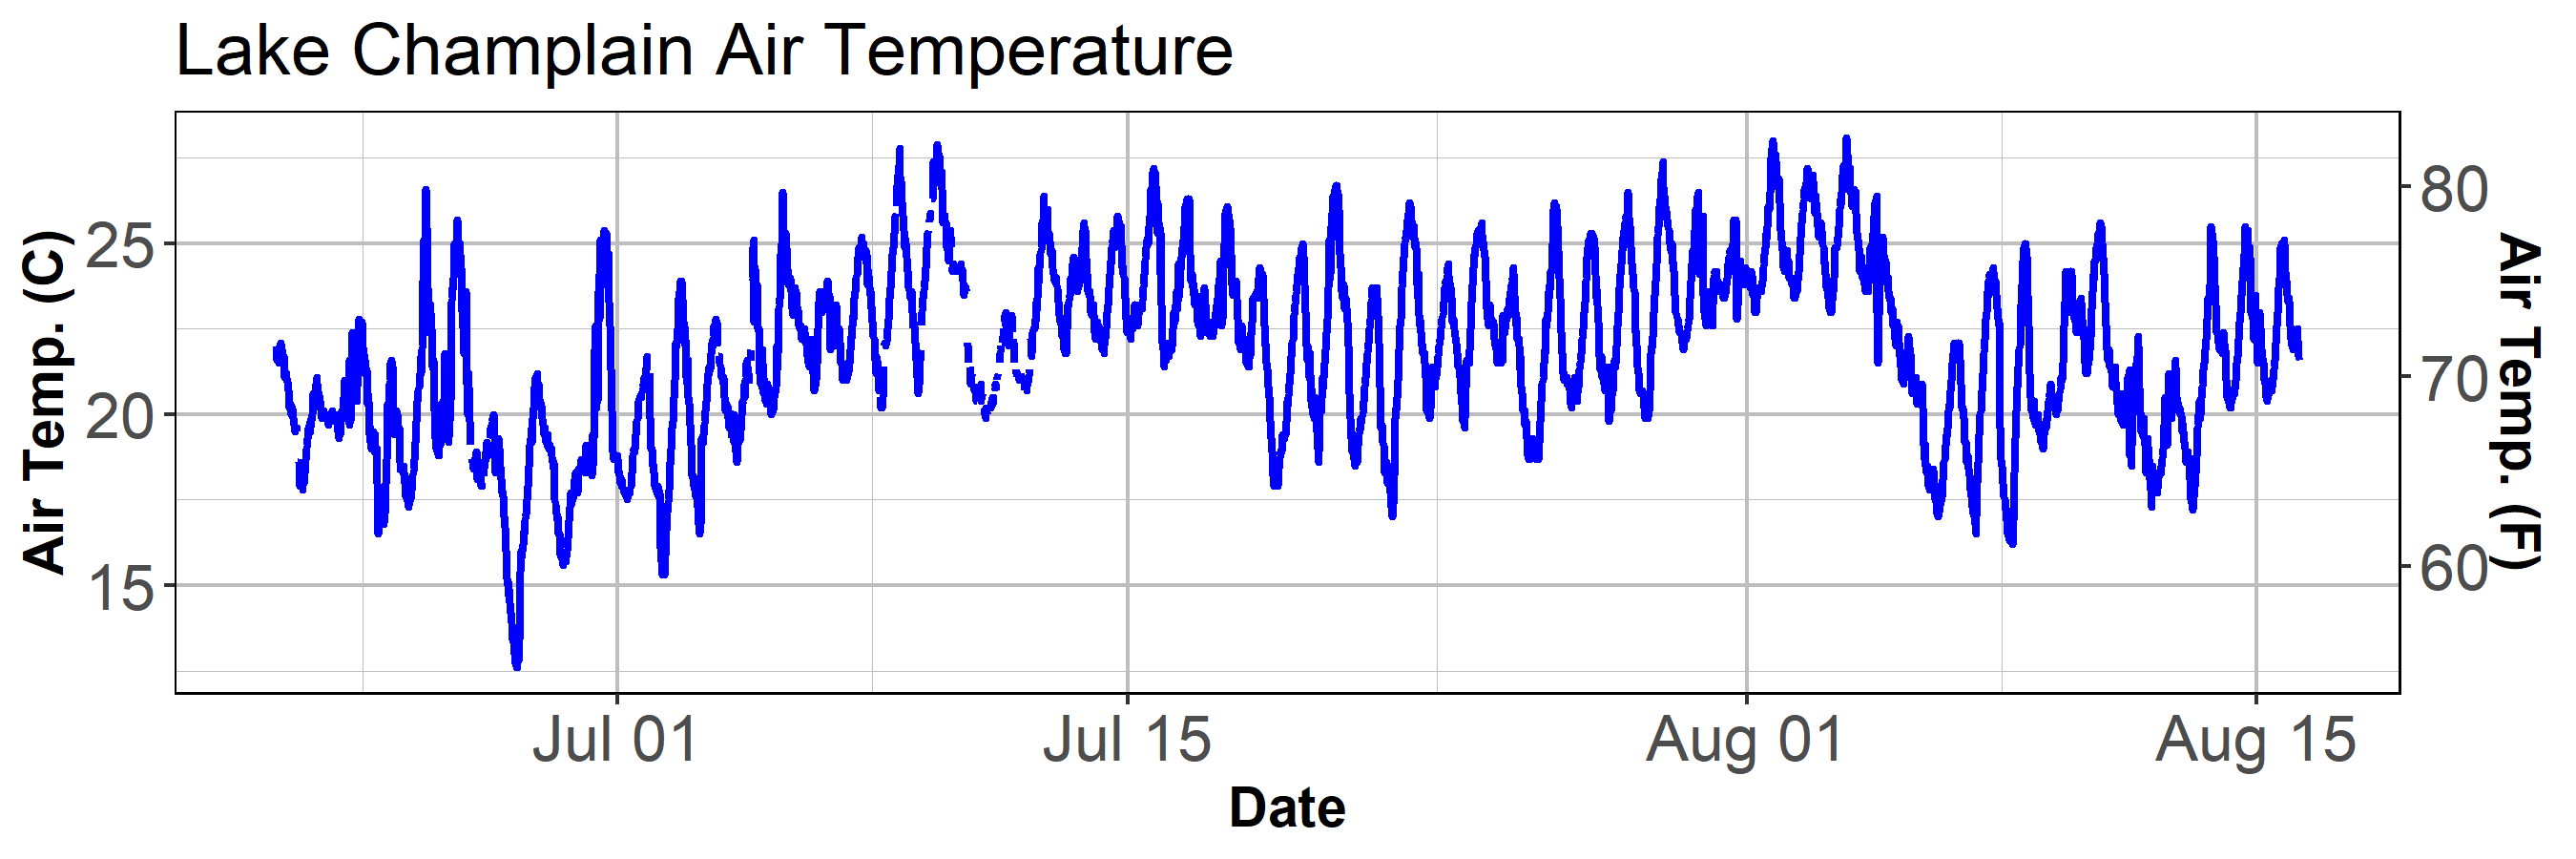 Lake Champlain Air Temperature
Air Temp. (C)
25
20
15
80
70
60
Air Temp. (F)
Jul 01 Jul 15 Aug 01 Aug 15
Date